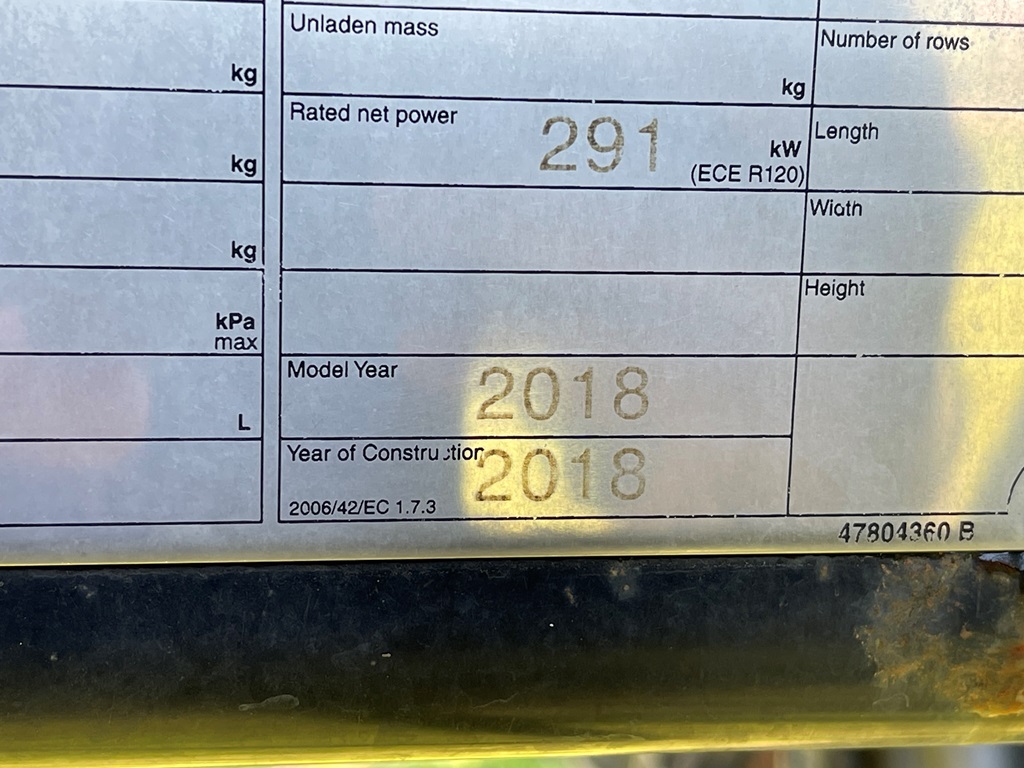 kg
kg
kg
kPa
max
L
Unladen mass
kg
Rated net power
291
kW
(ECE R120)
Model Year
2018
Year of Construction
2018
2006/42/EC 1.7.3
Number of rows
Length
Width
Height
47804360 B